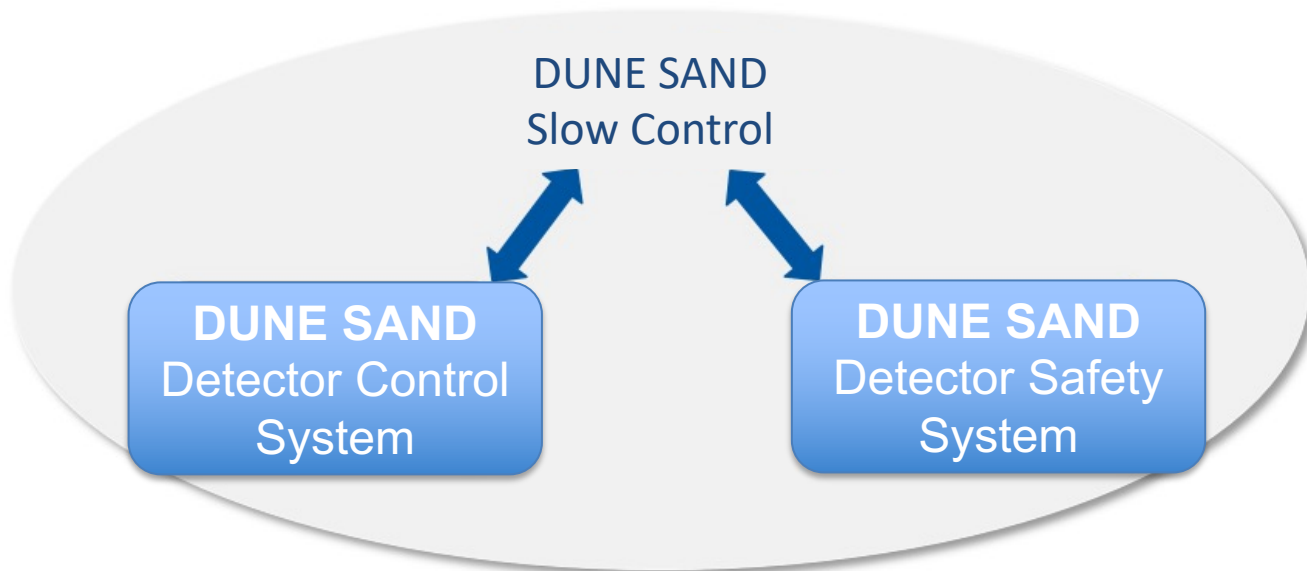 DUNE SAND
Slow Control
DUNE SAND
Detector Control
System
DUNE SAND
Detector Safety
System